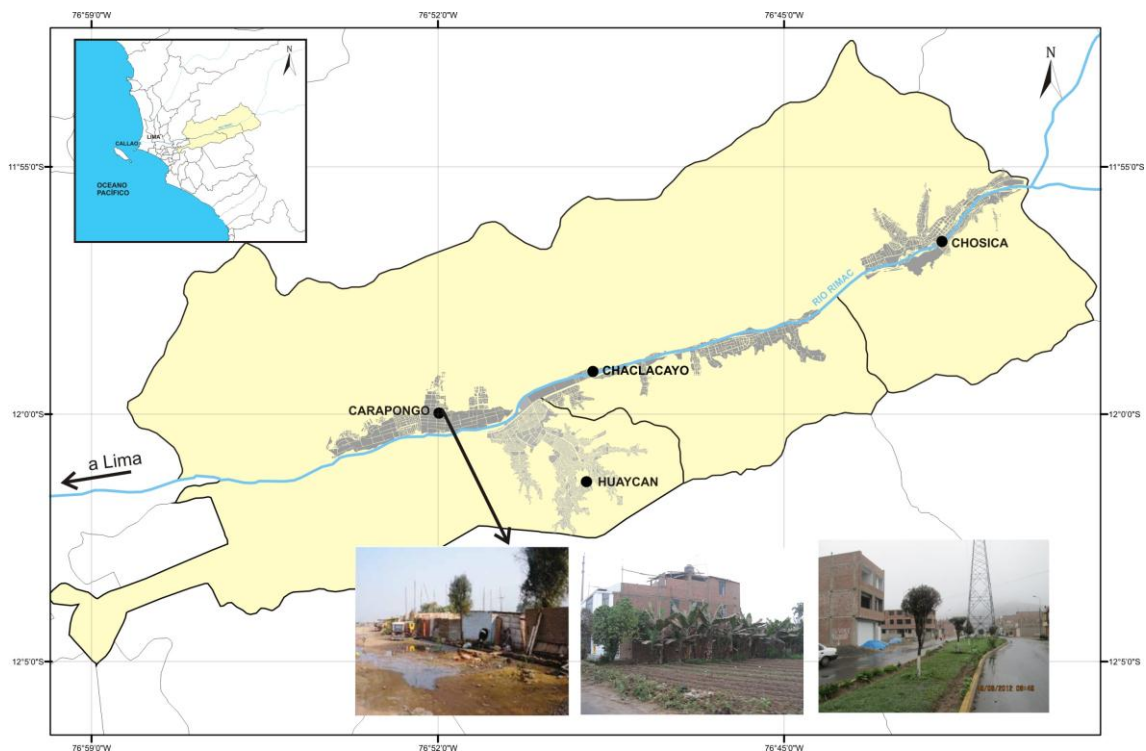 76°59'0"W
76°52'0"W
76°45'0"W
N
LIMA
CALLAO
OCEANO
PACÍFICO
N
11°55'0"S
11°55'0"S
CHOSICA
RIO RIMAC
CHACLACAYO
CARAPONGO
12°0'0"S
12°0'0"S
a Lima
HUAYCAN
12°5'0"S
12°5'0"S
76°59'0"W
76°52'0"W
76°45'0"W